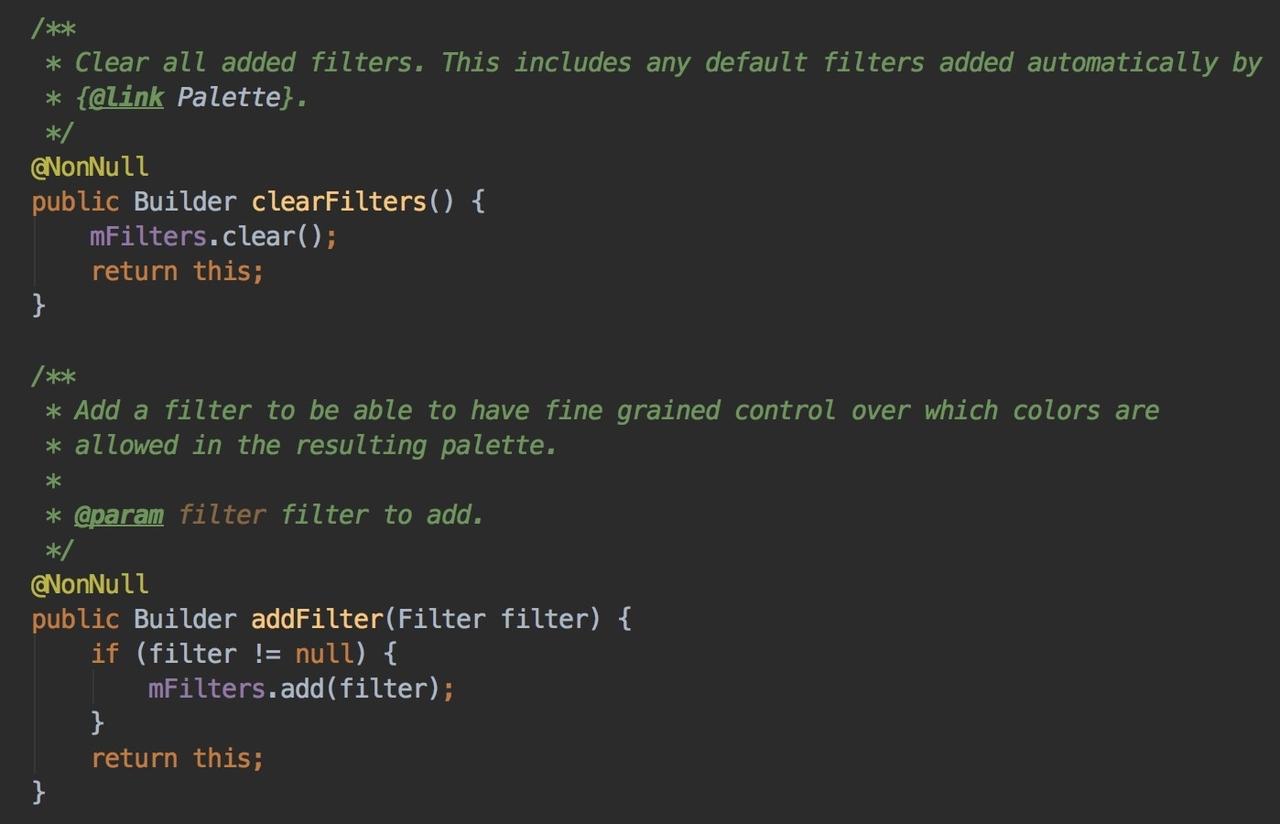 /**
 * Clear all added filters. This includes any default filters added automatically by
 * {@link Palette}.
 */
@NonNull
public Builder clearFilters() {
    mFilters.clear();
    return this;
}

/**
 * Add a filter to be able to have fine grained control over which colors are
 * allowed in the resulting palette.
 *
 * @param filter filter to add.
 */
@NonNull
public Builder addFilter(Filter filter) {
    if (filter != null) {
        mFilters.add(filter);
    }
    return this;
}